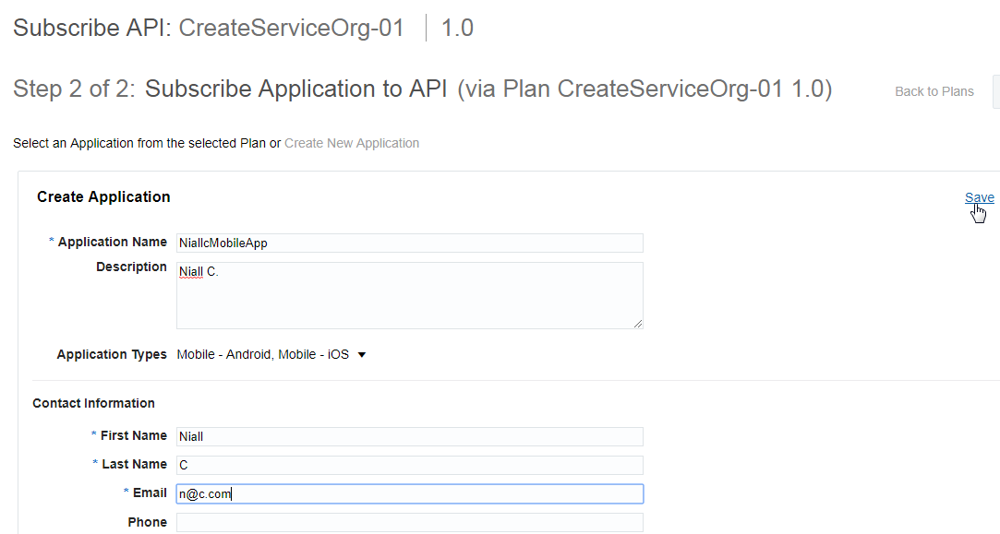 Subscribe API: CreateServiceOrg-01 1.0
Step 2 of 2: Subscribe Application to API (via Plan CreateServiceOrg-01 1.0) Back to Plans
Select an Application from the selected Plan or Create New Application
Create Application Save
* Application Name NiallcMobileApp
Description Niall C.
Application Types Mobile - Android, Mobile - iOS
Contact Information
* First Name Niall
* Last Name C
* Email n@c.com
Phone